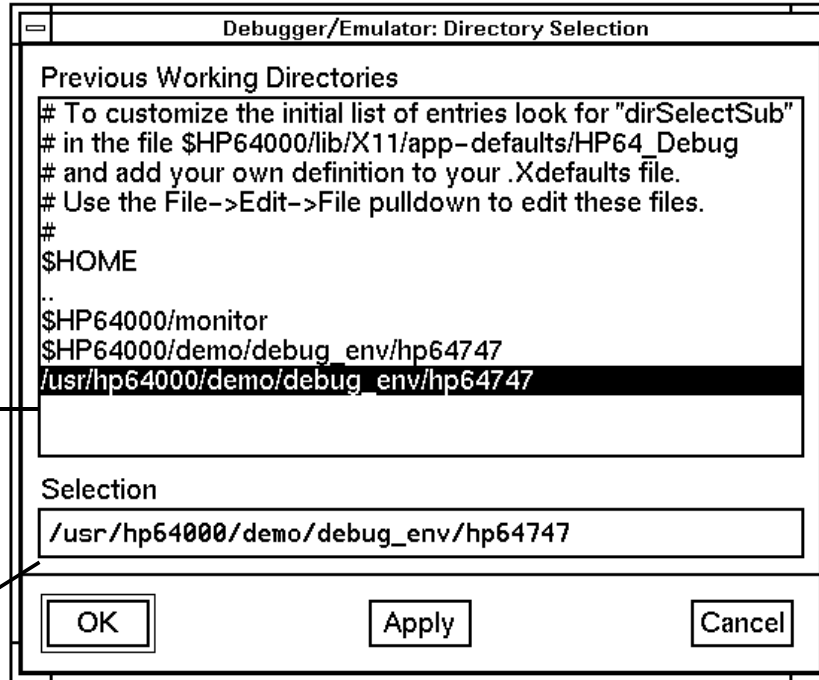 Debugger/Emulator: Directory Selection
Previous Working Directories
# To customize the initial list of entries look for "dirSelectSub"
# in the file $HP64000/lib/X11/app-defaults/HP64_Debug
# and add your own definition to your .Xdefaults file.
# Use the File->Edit->File pulldown to edit these files.
#
$HOME
..
$HP64000/monitor
$HP64000/demo/debug_env/hp64747
/usr/hp64000/demo/debug_env/hp64747
Selection
/usr/hp64000/demo/debug_env/hp64747
OK Apply Cancel